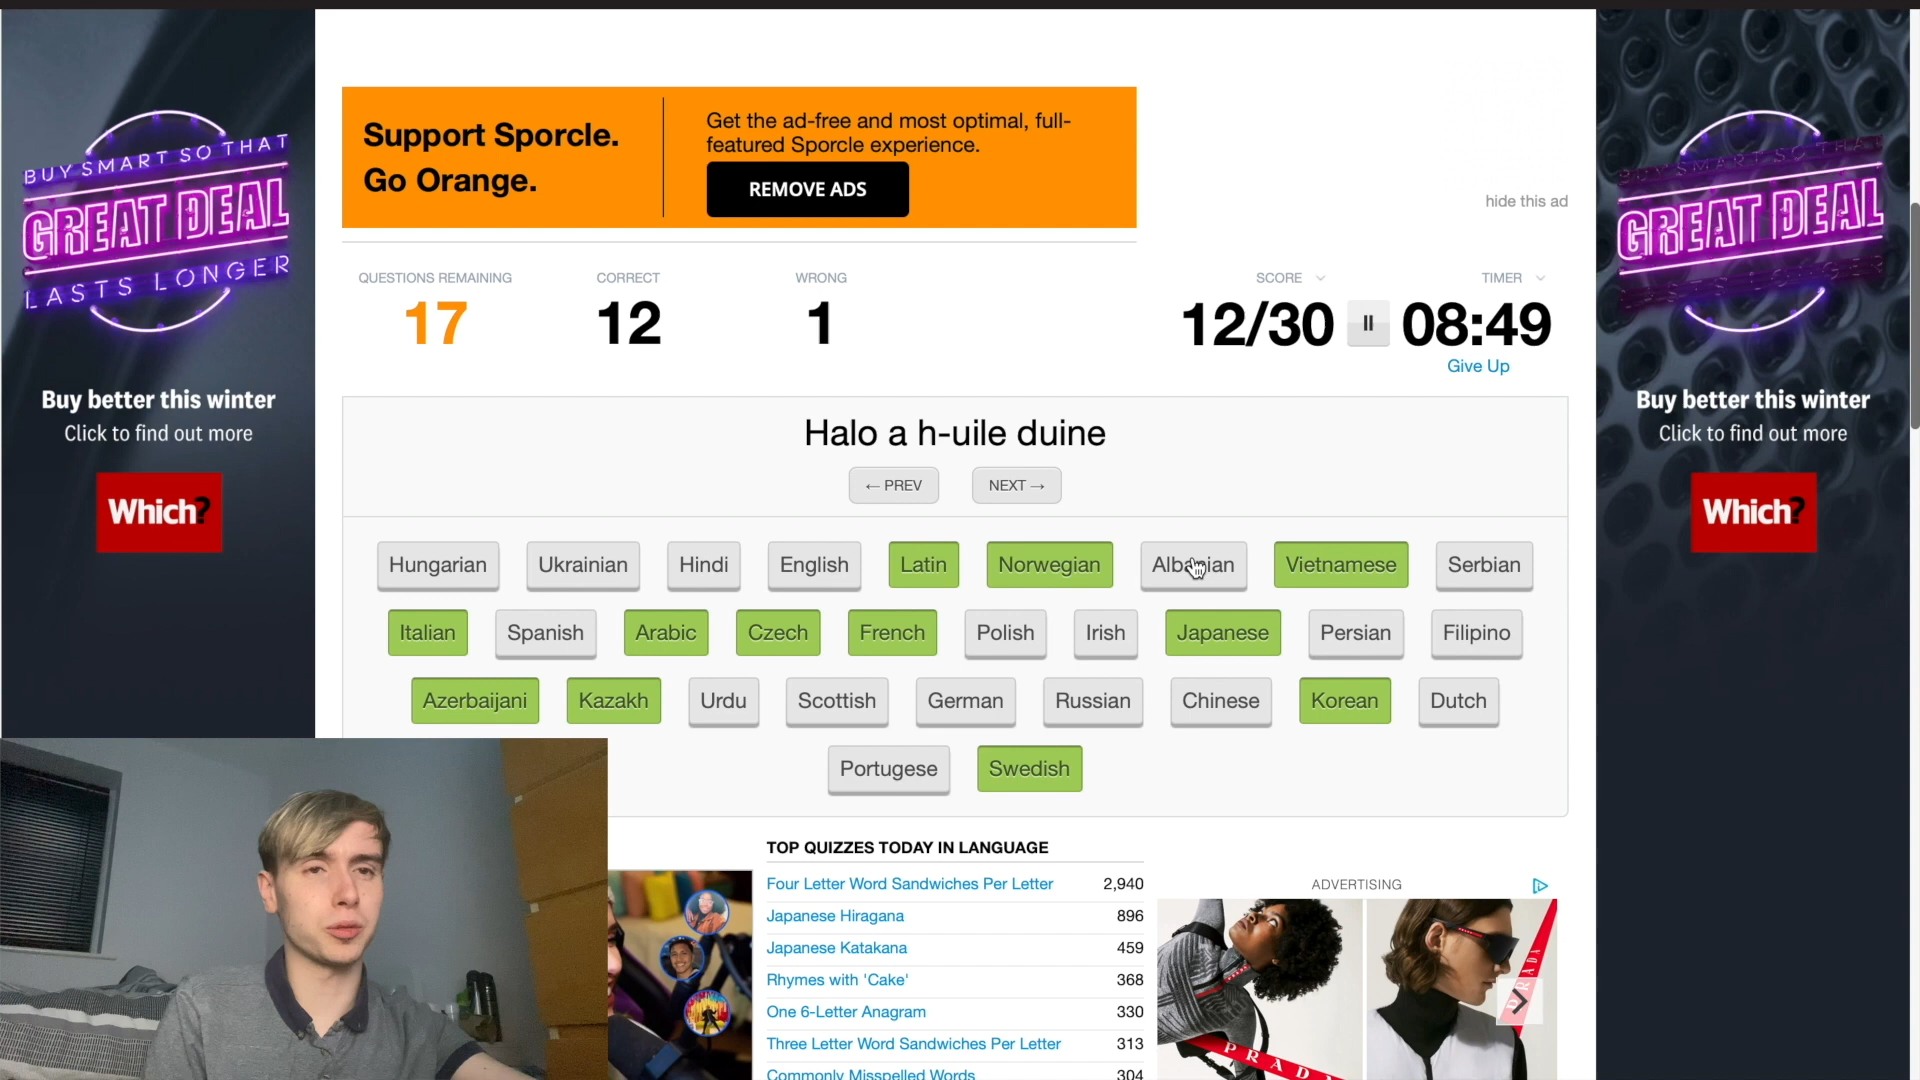 BUY SMART SO THAT
GREAT DEAL
LASTS LONGER
Buy better this winter
Click to find out more
Which?
Support Sporcle.
Go Orange.
Get the ad-free and most optimal, full-
featured Sporcle experience.
REMOVE ADS
hide this ad
QUESTIONS REMAINING
17
CORRECT
12
WRONG
1
SCORE
12/30
TIMER
08:49
Give Up
Halo a h-uile duine
← PREV
NEXT →
Hungarian Ukrainian Hindi English Latin Norwegian Albanian Vietnamese Serbian
Italian Spanish Arabic Czech French Polish Irish Japanese Persian Filipino
Azerbaijani Kazakh Urdu Scottish German Russian Chinese Korean Dutch
Portugese Swedish
TOP QUIZZES TODAY IN LANGUAGE
Four Letter Word Sandwiches Per Letter 2,940
Japanese Hiragana 896
Japanese Katakana 459
Rhymes with 'Cake' 368
One 6-Letter Anagram 330
Three Letter Word Sandwiches Per Letter 313
Commonly Misspelled Words 304
ADVERTISING
PRADA
PRADA
BUY SMART SO THAT
GREAT DEAL
LASTS LONGER
Buy better this winter
Click to find out more
Which?